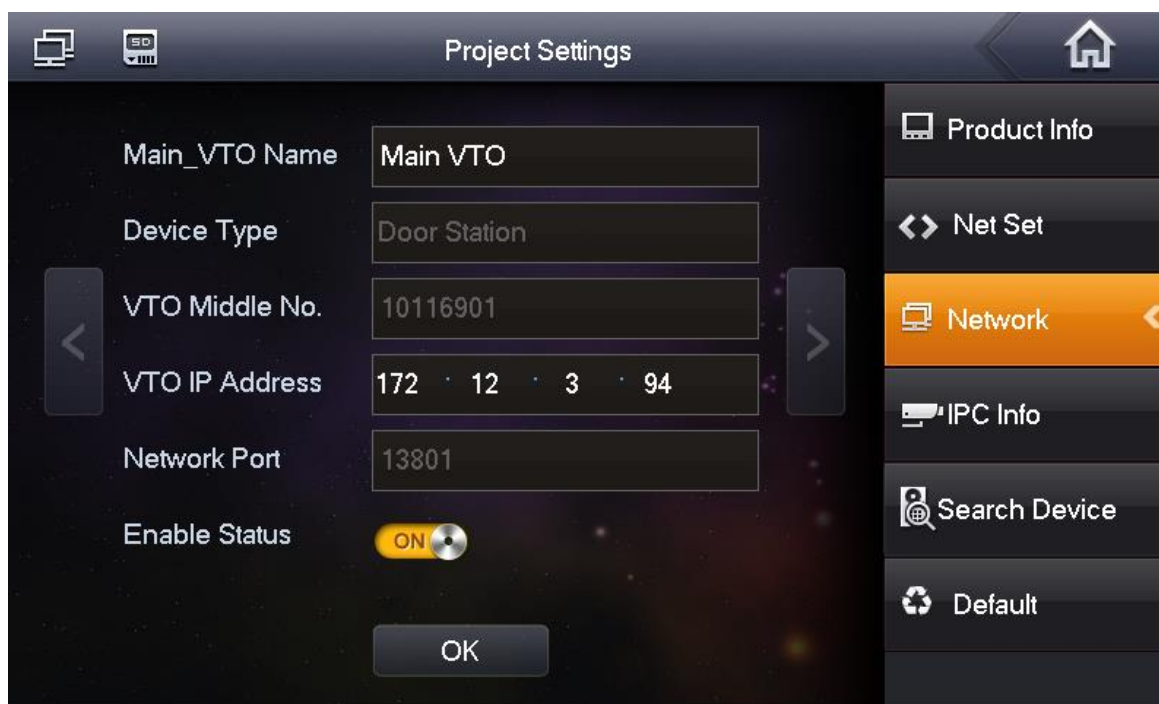 SD
Project Settings
Main_VTO Name
Main VTO
Device Type
Door Station
VTO Middle No.
10116901
VTO IP Address
172 . 12 . 3 . 94
Network Port
13801
Enable Status
ON
OK
Product Info
Net Set
Network
IPC Info
Search Device
Default